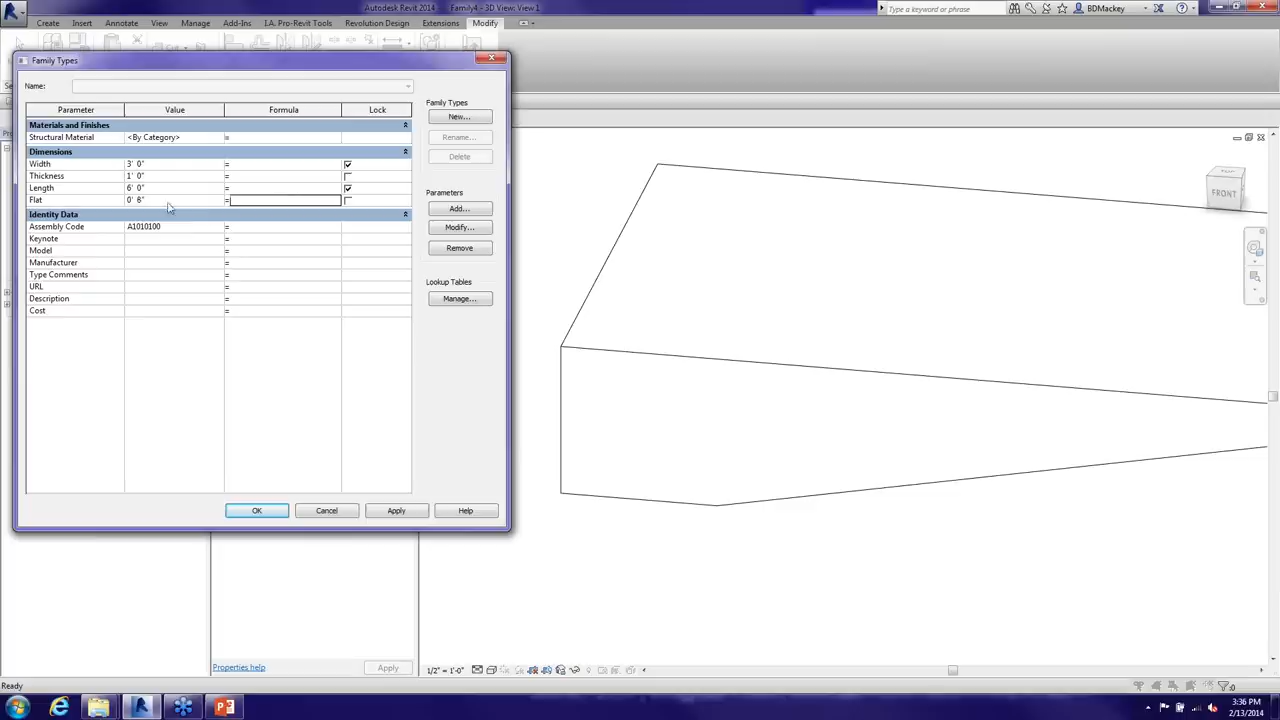 Autodesk Revit 2014 - Family4 - 3D View: View 1
Type a keyword or phrase
BDMackey
Create Insert Annotate View Manage Add-Ins I.A. Pro-Revit Tools Revolution Design Extensions Modify
Family Types
Name:
Parameter Value Formula Lock
Family Types
New...
Materials and Finishes
Structural Material <By Category> =
Rename...
Dimensions
Delete
Width 3' 0" =
Thickness 1' 0" =
Length 6' 0" =
Parameters
Flat 0' 8" =
Add...
Identity Data
Assembly Code A1010100 =
Modify...
Keynote =
Model =
Remove
Manufacturer =
Type Comments =
Lookup Tables
URL =
Description =
Manage...
Cost =
OK Cancel Apply Help
TOP
FRONT
Properties help
Apply
1/2" = 1'-0"
Ready
:0
3:36 PM
2/13/2014